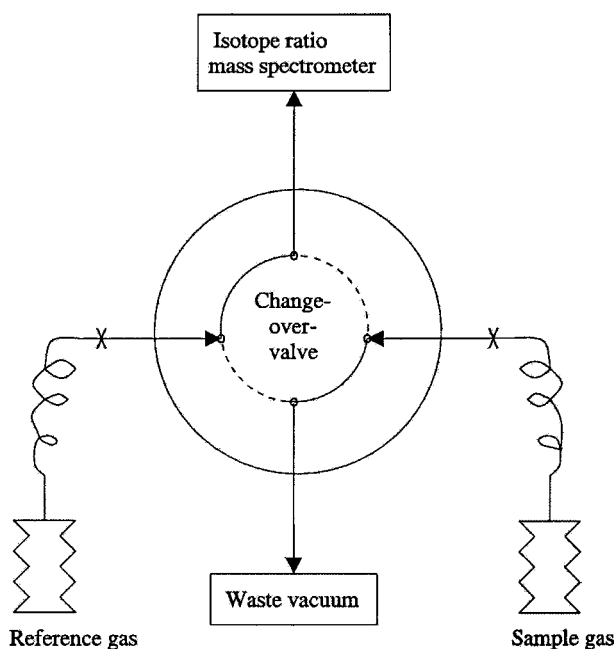 Isotope ratio
mass spectrometer
Change-
over-
valve
Waste vacuum
Reference gas
Sample gas